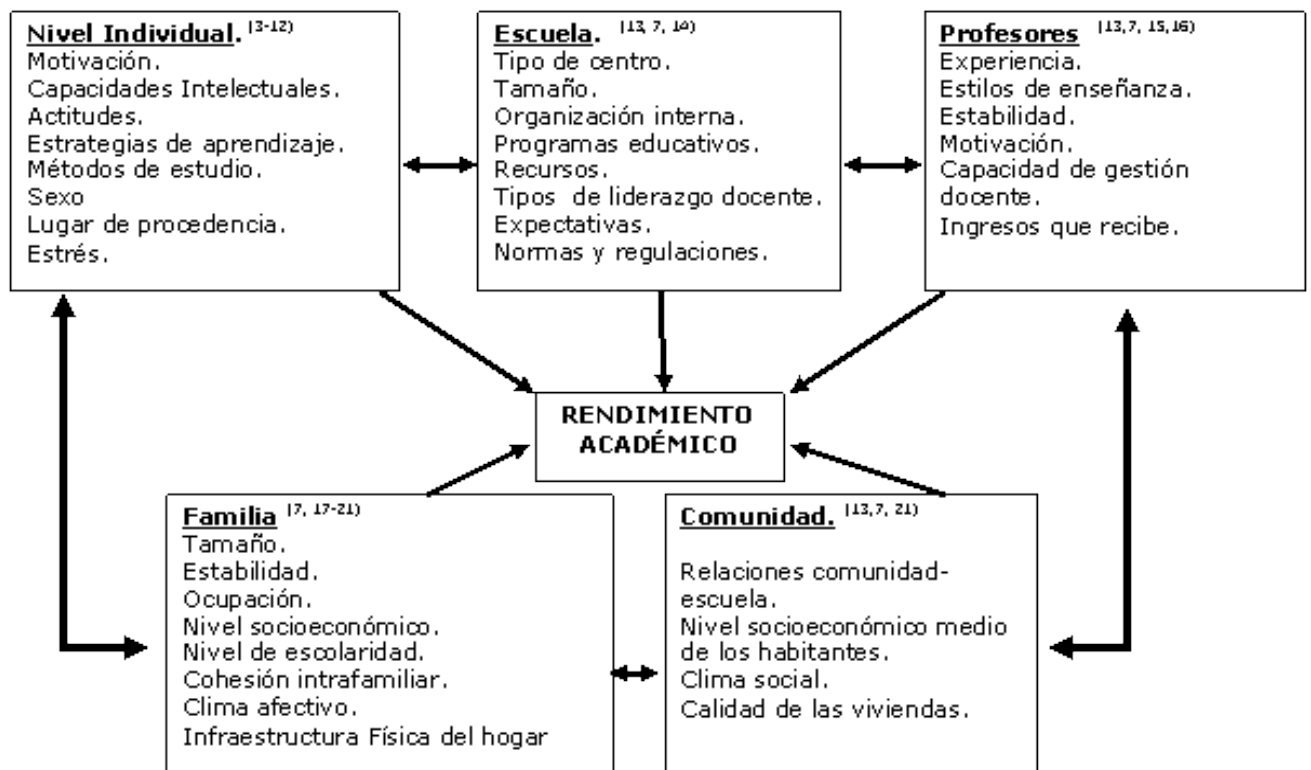 Nivel Individual. (3-12)
Motivación.
Capacidades Intelectuales.
Actitudes.
Estrategias de aprendizaje.
Métodos de estudio.
Sexo
Lugar de procedencia.
Estrés.
Escuela. (13, 7, 14)
Tipo de centro.
Tamaño.
Organización interna.
Programas educativos.
Recursos.
Tipos de liderazgo docente.
Expectativas.
Normas y regulaciones.
Profesores (13,7, 15,16)
Experiencia.
Estilos de enseñanza.
Estabilidad.
Motivación.
Capacidad de gestión
docente.
Ingresos que recibe.
RENDIMIENTO
ACADÉMICO
Familia (7, 17-21)
Tamaño.
Estabilidad.
Ocupación.
Nivel socioeconómico.
Nivel de escolaridad.
Cohesión intrafamiliar.
Clima afectivo.
Infraestructura Física del hogar
Comunidad. (13,7, 21)
Relaciones comunidad-
escuela.
Nivel socioeconómico medio
de los habitantes.
Clima social.
Calidad de las viviendas.